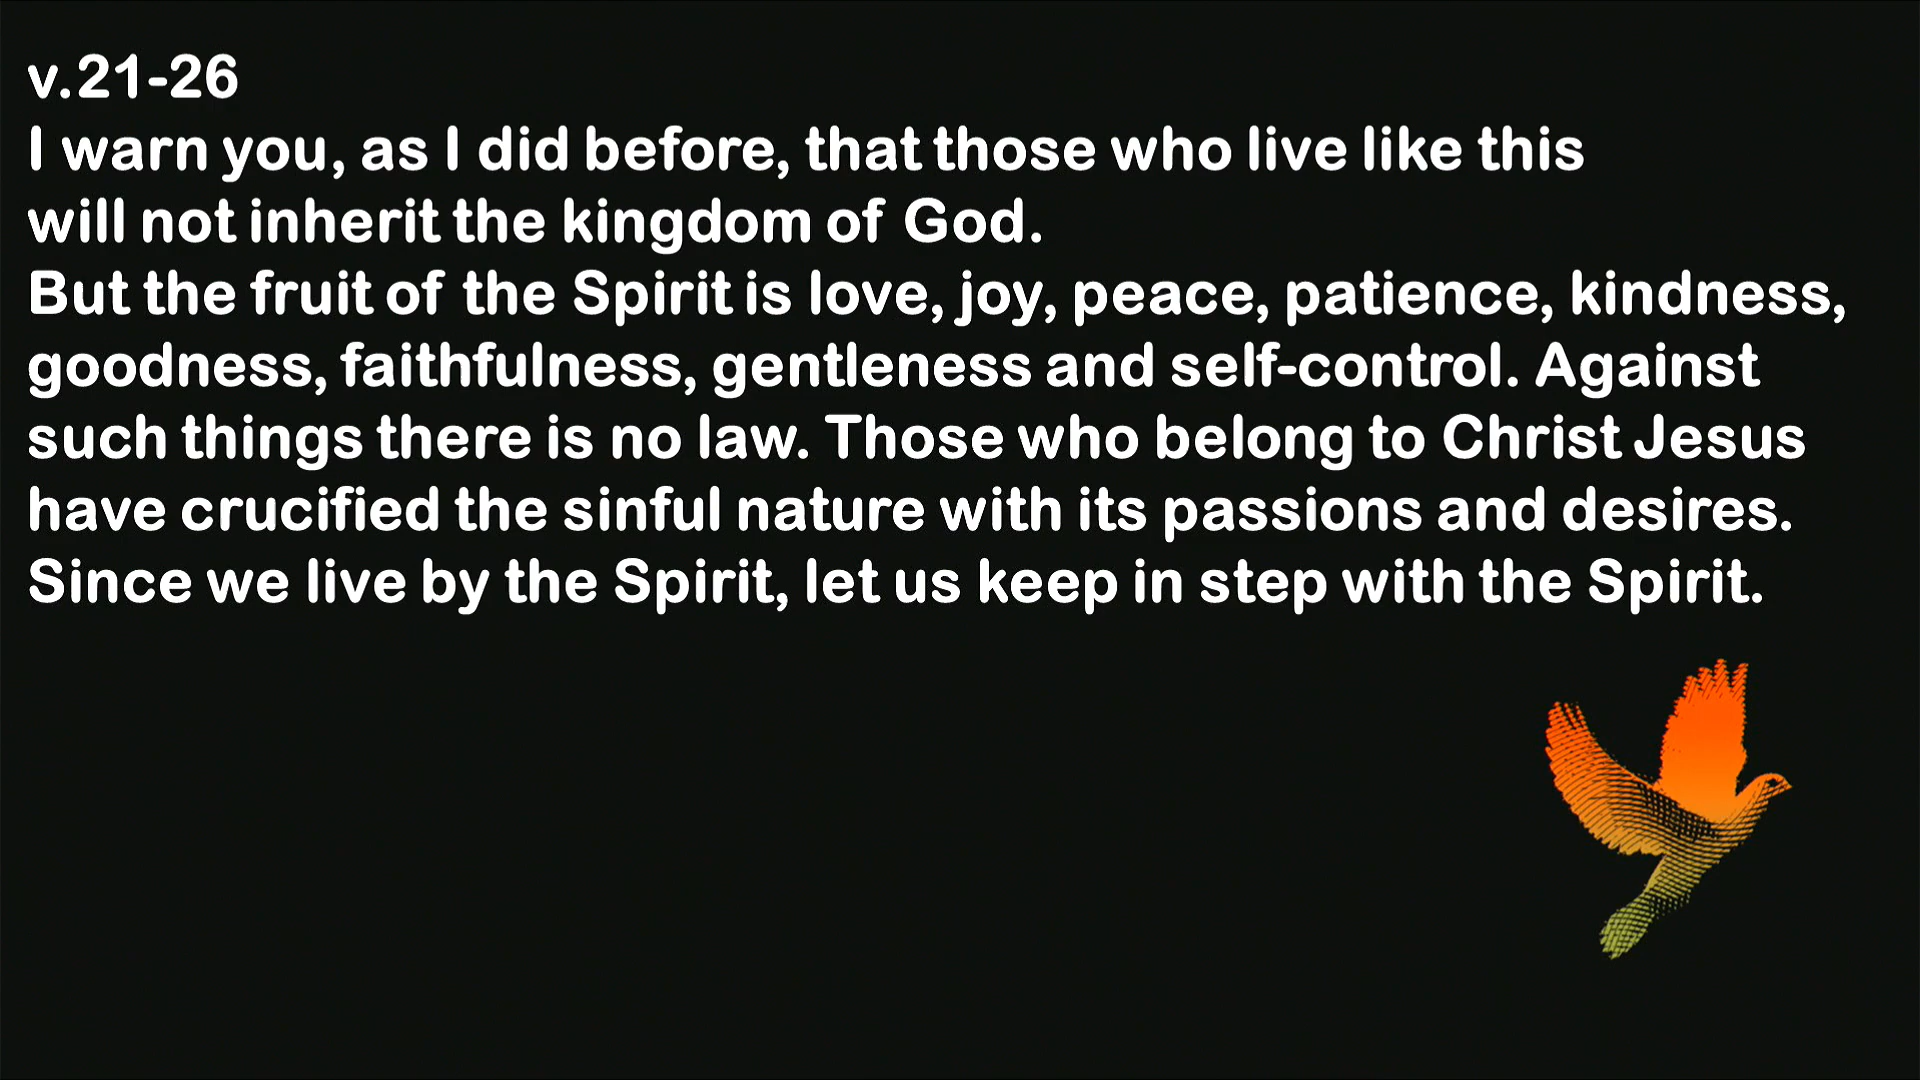 v.21-26
I warn you, as I did before, that those who live like this
will not inherit the kingdom of God.
But the fruit of the Spirit is love, joy, peace, patience, kindness,
goodness, faithfulness, gentleness and self-control. Against
such things there is no law. Those who belong to Christ Jesus
have crucified the sinful nature with its passions and desires.
Since we live by the Spirit, let us keep in step with the Spirit.